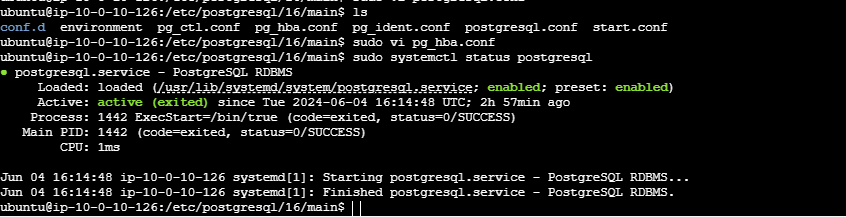 ubuntu@ip-10-0-10-126:/etc/postgresql/16/main$ ls
conf.d  environment  pg_ctl.conf  pg_hba.conf  pg_ident.conf  postgresql.conf  start.conf
ubuntu@ip-10-0-10-126:/etc/postgresql/16/main$ sudo vi pg_hba.conf
ubuntu@ip-10-0-10-126:/etc/postgresql/16/main$ sudo systemctl status postgresql
● postgresql.service - PostgreSQL RDBMS
     Loaded: loaded (/usr/lib/systemd/system/postgresql.service; enabled; preset: enabled)
     Active: active (exited) since Tue 2024-06-04 16:14:48 UTC; 2h 57min ago
    Process: 1442 ExecStart=/bin/true (code=exited, status=0/SUCCESS)
   Main PID: 1442 (code=exited, status=0/SUCCESS)
        CPU: 1ms

Jun 04 16:14:48 ip-10-0-10-126 systemd[1]: Starting postgresql.service - PostgreSQL RDBMS...
Jun 04 16:14:48 ip-10-0-10-126 systemd[1]: Finished postgresql.service - PostgreSQL RDBMS.
ubuntu@ip-10-0-10-126:/etc/postgresql/16/main$